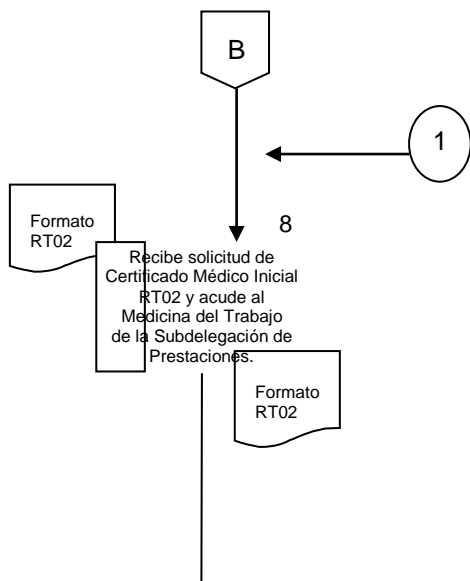 B
1
Formato
RT02
8
Recibe solicitud de
Certificado Médico Inicial
RT02 y acude al
Medicina del Trabajo
de la Subdelegación de
Prestaciones.
Formato
RT02